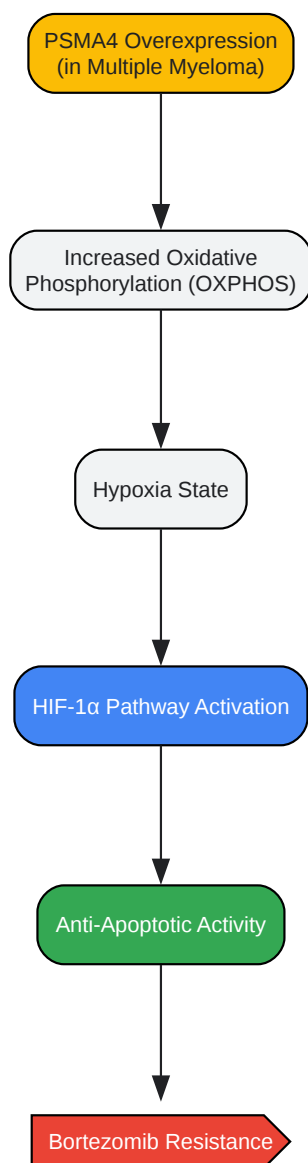 PSMA4 Overexpression
(in Multiple Myeloma)
Increased Oxidative
Phosphorylation (OXPHOS)
Hypoxia State
HIF-1α Pathway Activation
Anti-Apoptotic Activity
Bortezomib Resistance